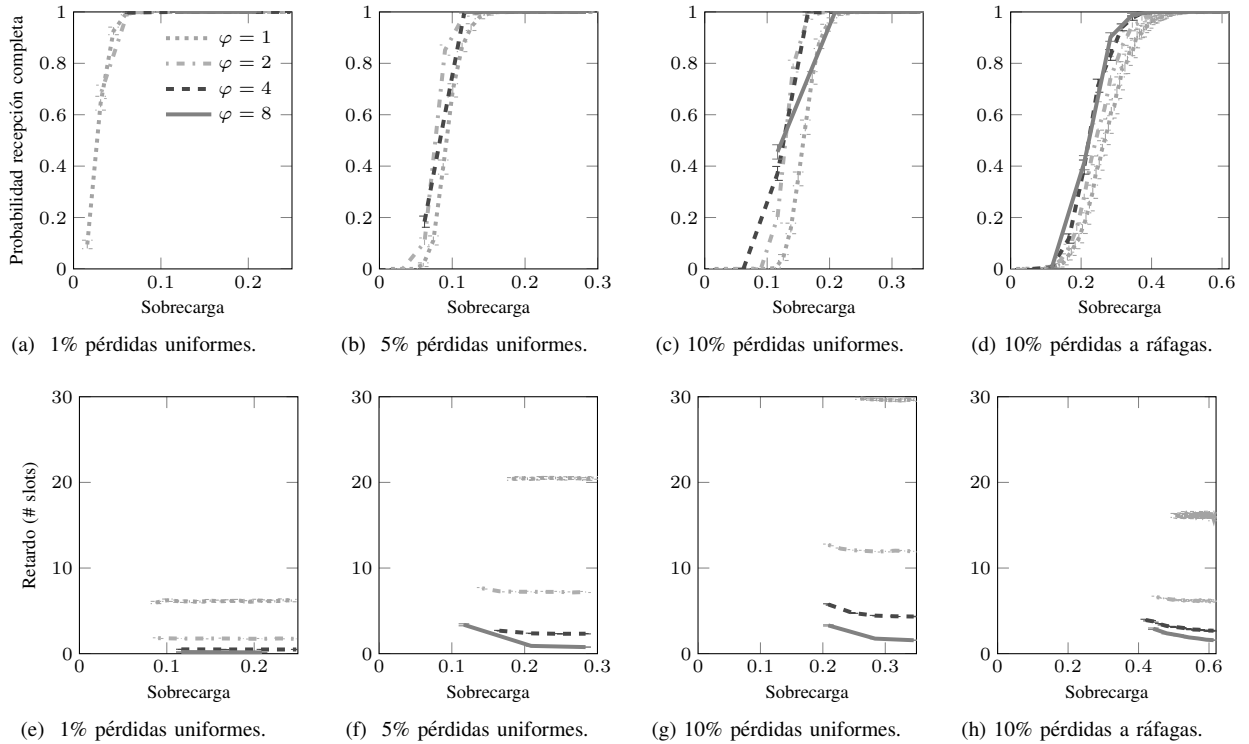 Probabilidad recepción completa
1
0.8
0.6
0.4
0.2
0
0 0.1 0.2
Sobrecarga
φ = 1
φ = 2
φ = 4
φ = 8
(a) 1% pérdidas uniformes.
1
0.8
0.6
0.4
0.2
0
0 0.1 0.2 0.3
Sobrecarga
(b) 5% pérdidas uniformes.
1
0.8
0.6
0.4
0.2
0
0 0.1 0.2 0.3
Sobrecarga
(c) 10% pérdidas uniformes.
1
0.8
0.6
0.4
0.2
0
0 0.2 0.4 0.6
Sobrecarga
(d) 10% pérdidas a ráfagas.
Retardo (# slots)
30
20
10
0
0 0.1 0.2
Sobrecarga
(e) 1% pérdidas uniformes.
30
20
10
0
0 0.1 0.2 0.3
Sobrecarga
(f) 5% pérdidas uniformes.
30
20
10
0
0 0.1 0.2 0.3
Sobrecarga
(g) 10% pérdidas uniformes.
30
20
10
0
0 0.2 0.4 0.6
Sobrecarga
(h) 10% pérdidas a ráfagas.